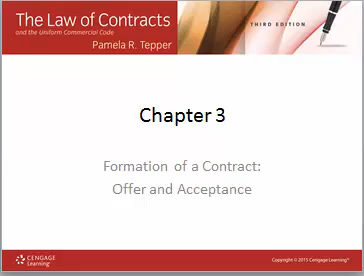 The Law of Contracts
and the Uniform Commercial Code
Pamela R. Tepper
THIRD EDITION
Chapter 3
Formation of a Contract:
Offer and Acceptance
CENGAGE
Learning™
Copyright © 2015 Cengage Learning®